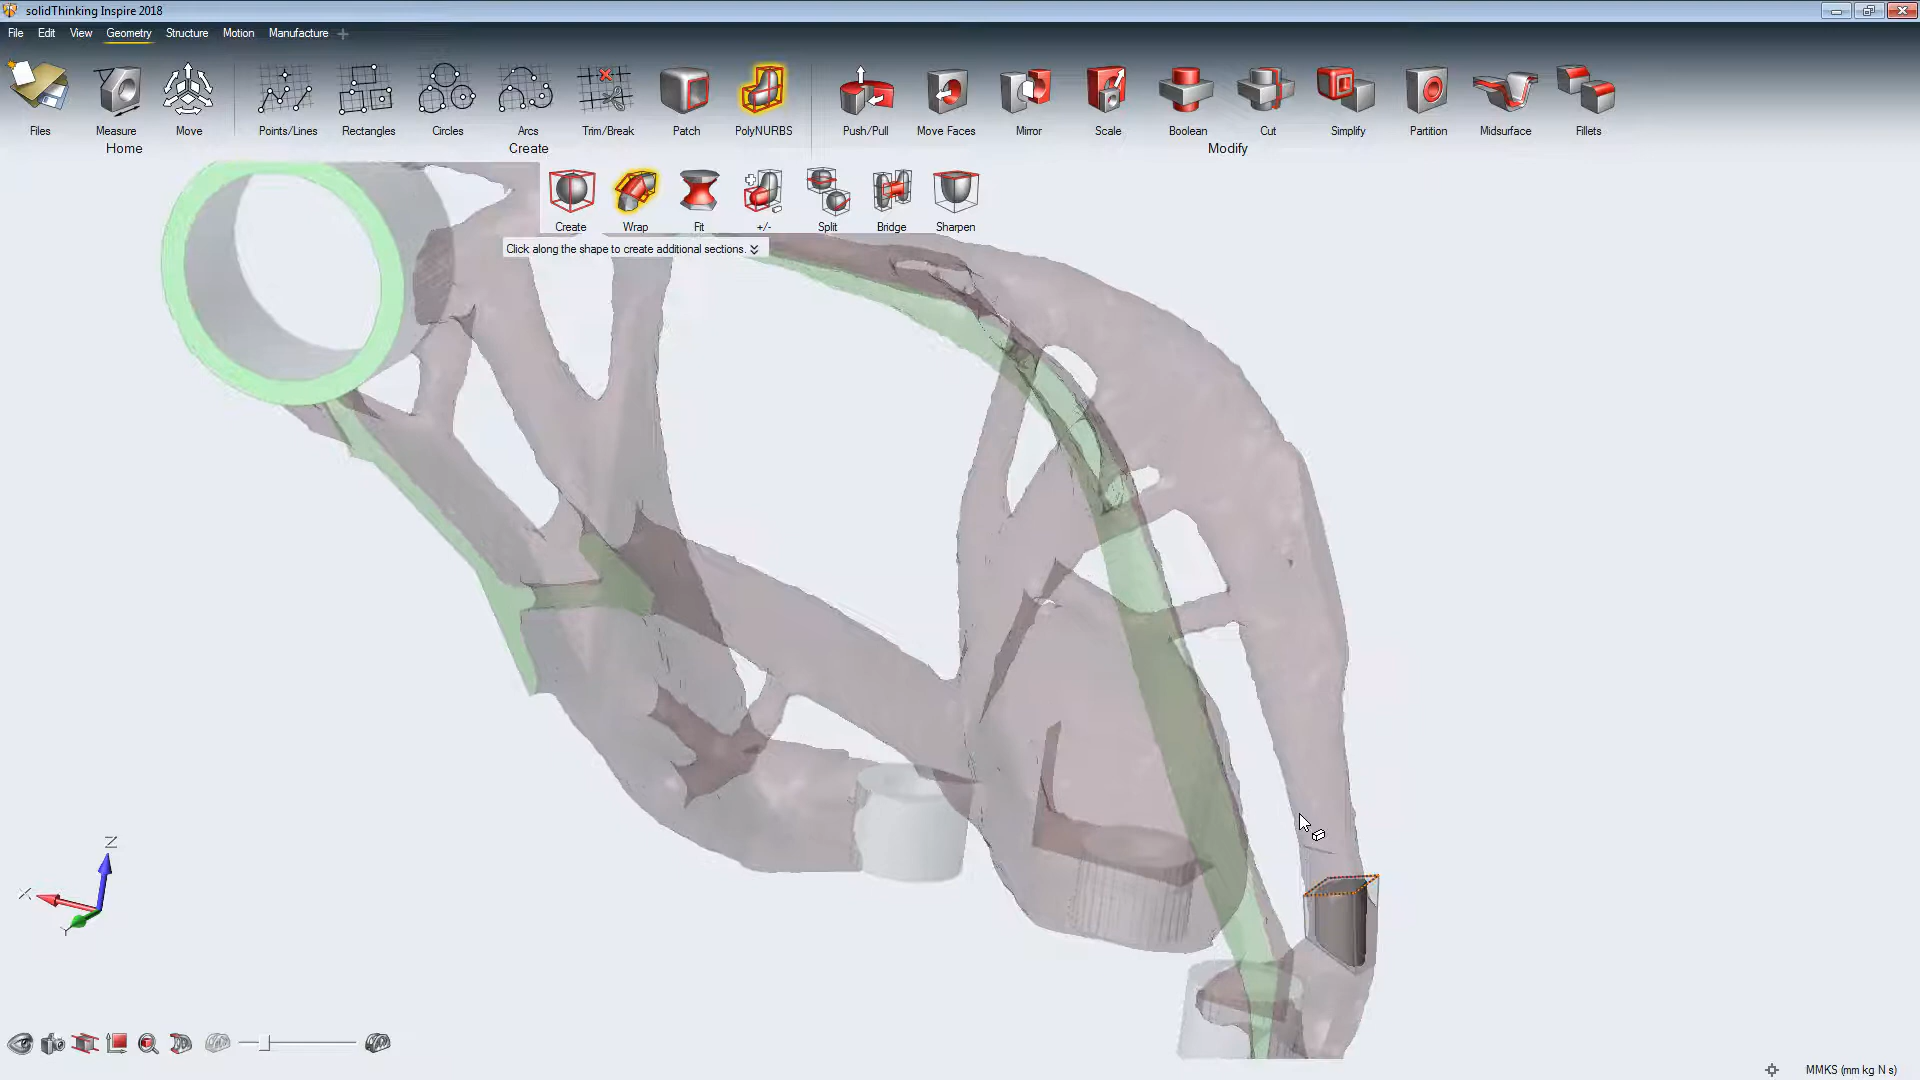 solidThinking Inspire 2018
File Edit View Geometry Structure Motion Manufacture
Files Measure Move Points/Lines Rectangles Circles Arcs Trim/Break Patch PolyNURBS Push/Pull Move Faces Mirror Scale Boolean Cut Simplify Partition Midsurface Fillets
Home Create Modify
Create Wrap Fit +/- Split Bridge Sharpen
Click along the shape to create additional sections.
Z
X
Y
MMKS (mm kg N s)